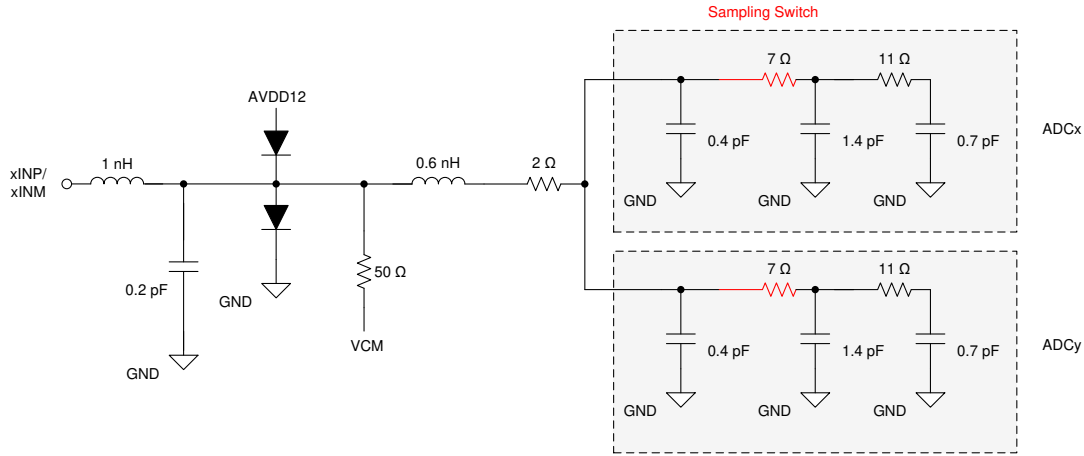 Sampling Switch
7 Ω
11 Ω
AVDD12
0.4 pF
1.4 pF
0.7 pF
ADCx
xINP/
xINM
1 nH
0.6 nH
2 Ω
GND
GND
GND
7 Ω
11 Ω
0.2 pF
GND
50 Ω
VCM
GND
0.4 pF
1.4 pF
0.7 pF
ADCy
GND
GND
GND